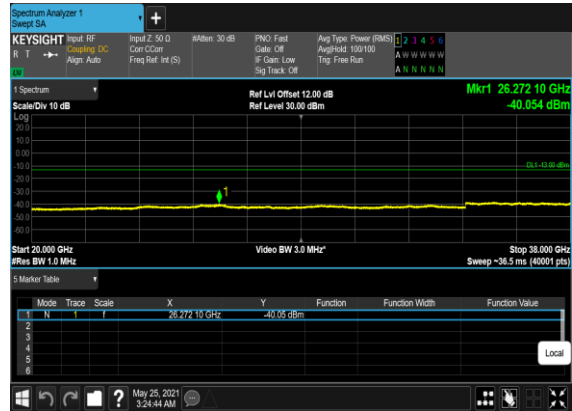 Spectrum Analyzer 1
Swept SA
+
KEYSIGHT Input: RF Input Z: 50 Ω #Atten: 30 dB PNO: Fast Avg Type: Power (RMS) 1 2 3 4 5 6
R T Coupling: DC Corr CCorr Gate: Off Avg|Hold: 100/100 A W W W W W
Align: Auto Freq Ref: Int (S) IF Gain: Low Trig: Free Run
LW Sig Track: Off A N N N N N
1 Spectrum Ref Lvl Offset 12.00 dB Mkr1 26.272 10 GHz
Scale/Div 10 dB Ref Level 30.00 dBm -40.054 dBm
Log
20.0
10.0
0.00
-10.0 DL1 -13.00 dBm
-20.0
-30.0 1
-40.0
-50.0
-60.0
Start 20.000 GHz Video BW 3.0 MHz* Stop 38.000 GHz
#Res BW 1.0 MHz Sweep ~36.5 ms (40001 pts)
5 Marker Table
Mode Trace Scale X Y Function Function Width Function Value
1 N 1 f 26.272 10 GHz -40.05 dBm
2
3
4
5
6
Local
? May 25, 2021
3:24:44 AM